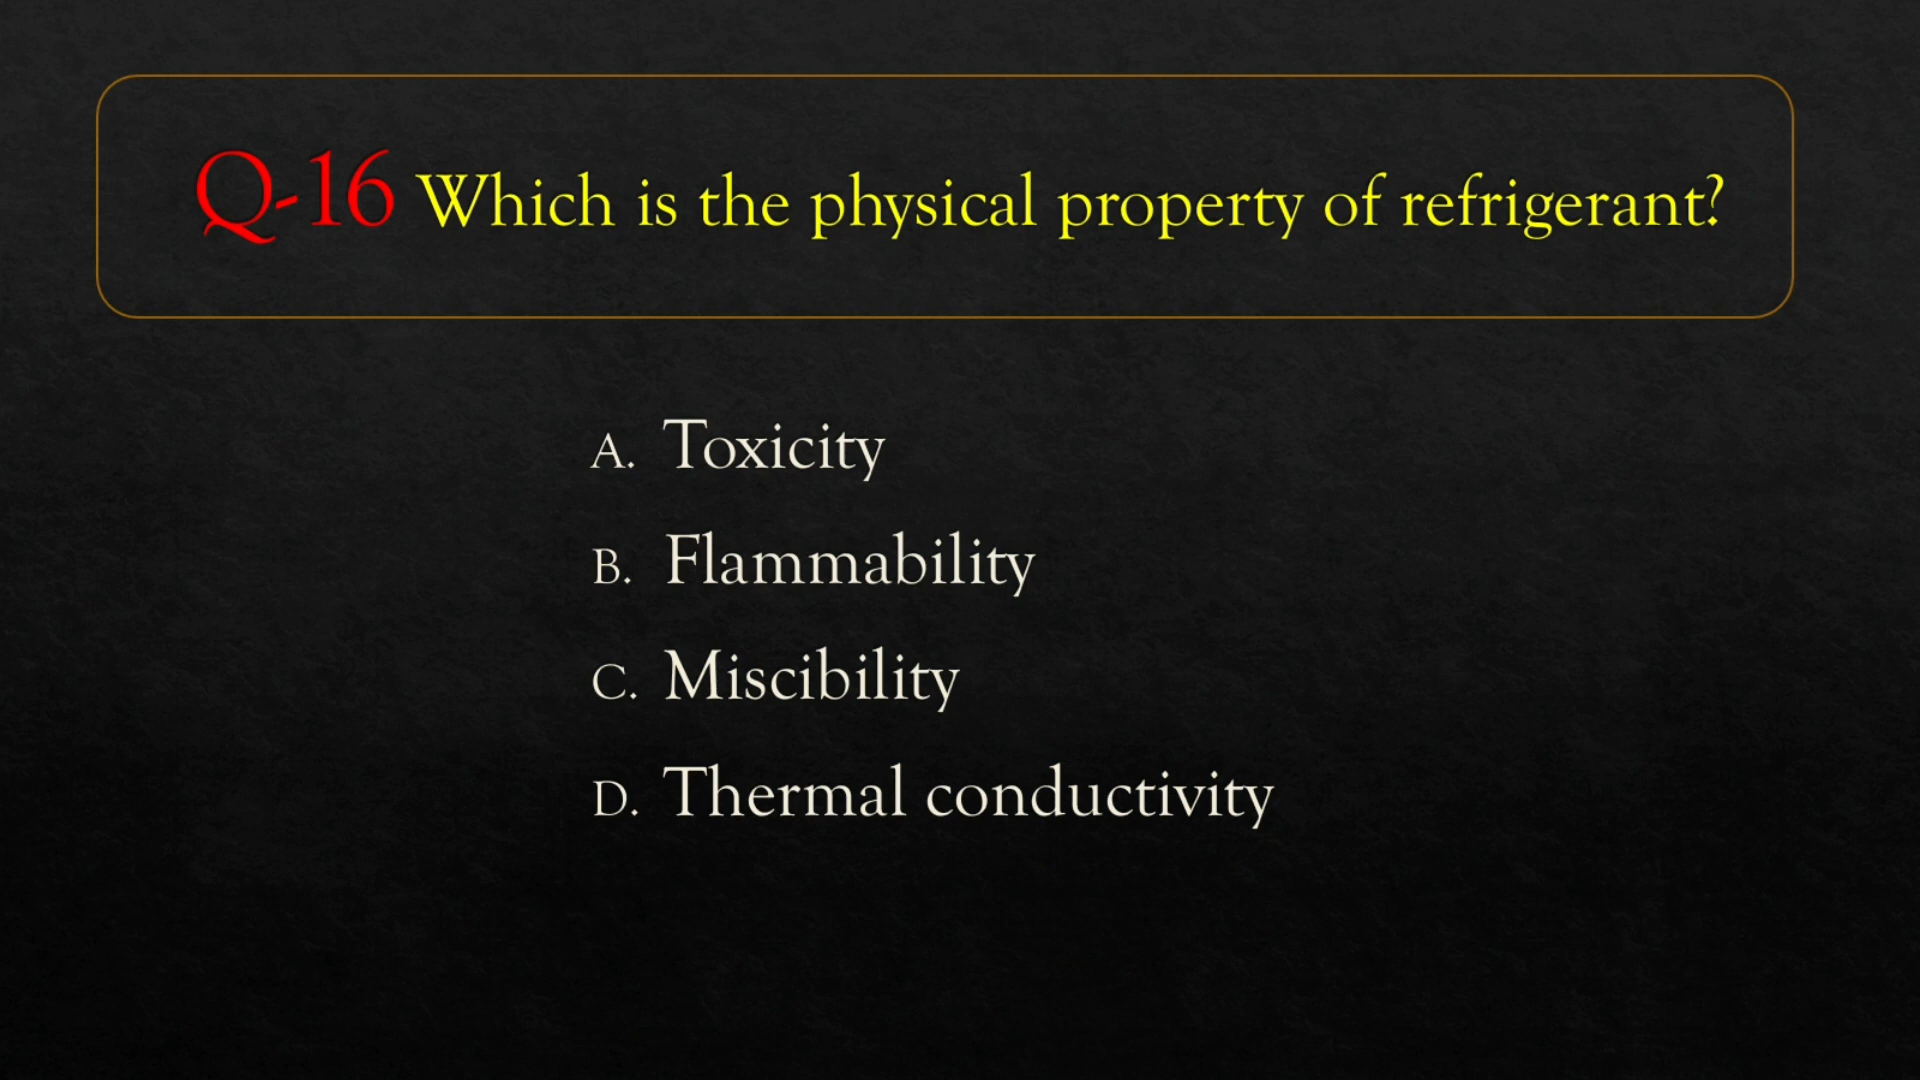 Q-16 Which is the physical property of refrigerant?
A. Toxicity
B. Flammability
C. Miscibility
D. Thermal conductivity